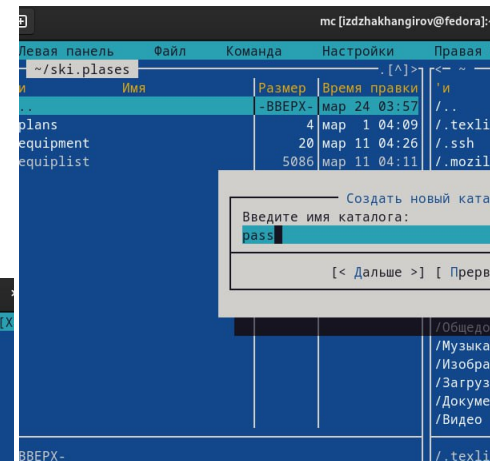 mc [izdzhakhangirov@fedora]:
Левая панель Файл Команда Настройки Правая
~/ski.plases .[^]> <- ~
и Имя Размер Время правки 'и
.. -ВВЕРХ- мар 24 03:57 /..
plans 4 мар 1 04:09 /.texli
equipment 20 мар 11 04:26 /.ssh
equiplist 5086 мар 11 04:11 /.mozil
Создать новый ката
Введите имя каталога:
pass
[< Дальше >] [ Прерв
[X
/Общедо
/Музыка
/Изобра
/Загруз
/Докуме
/Видео
ВВЕРХ- /.texli